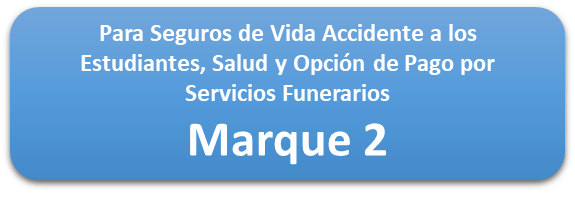 Para Seguros de Vida Accidente a los
Estudiantes, Salud y Opción de Pago por
Servicios Funerarios
Marque 2